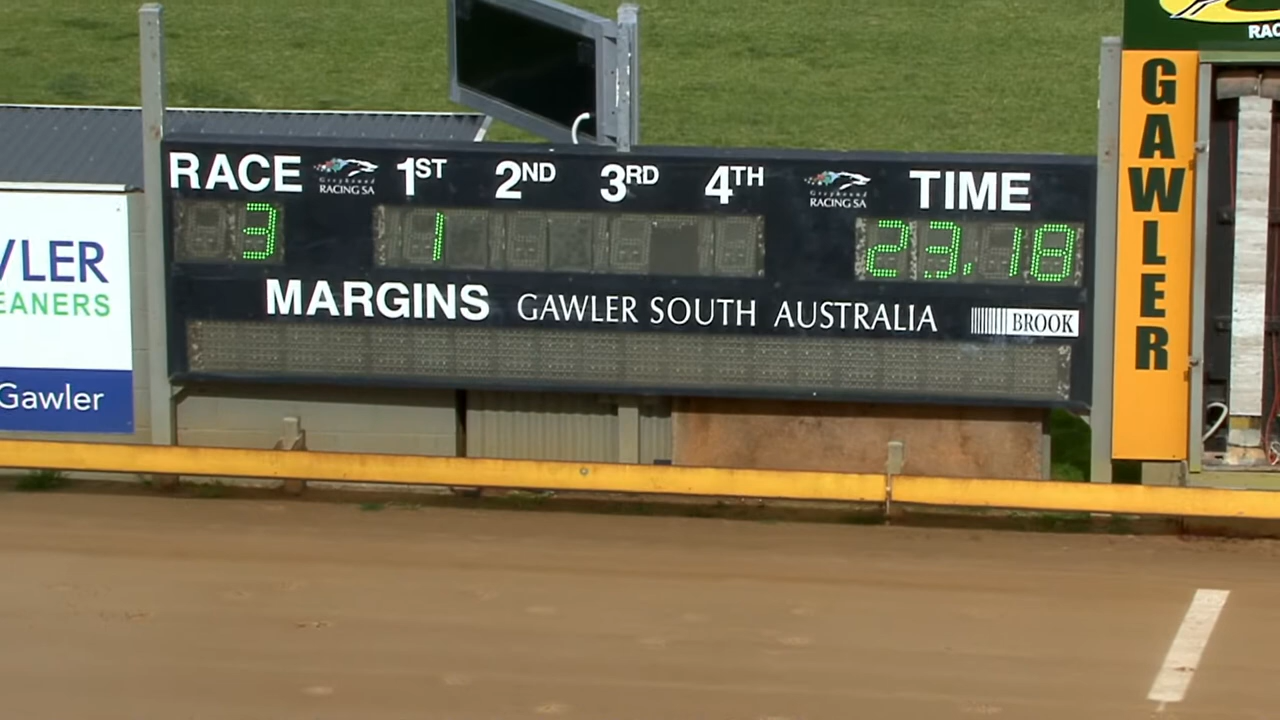 RAC
GAWLER
RACE
Greyhound
RACING SA
1ST
2ND
3RD
4TH
Greyhound
RACING SA
TIME
3
1
23.18
MARGINS
GAWLER SOUTH AUSTRALIA
BROOK
VLER
EANERS
Gawler